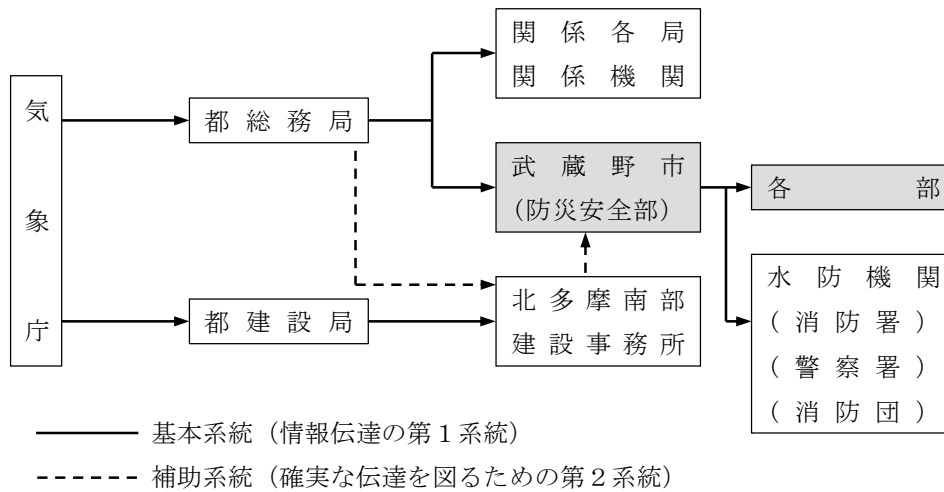 気象庁
都総務局
都建設局
関係各局
関係機関
武蔵野市
(防災安全部)
北多摩南部
建設事務所
各部
水防機関
(消防署)
(警察署)
(消防団)
基本系統(情報伝達の第1系統)
補助系統(確実な伝達を図るための第2系統)